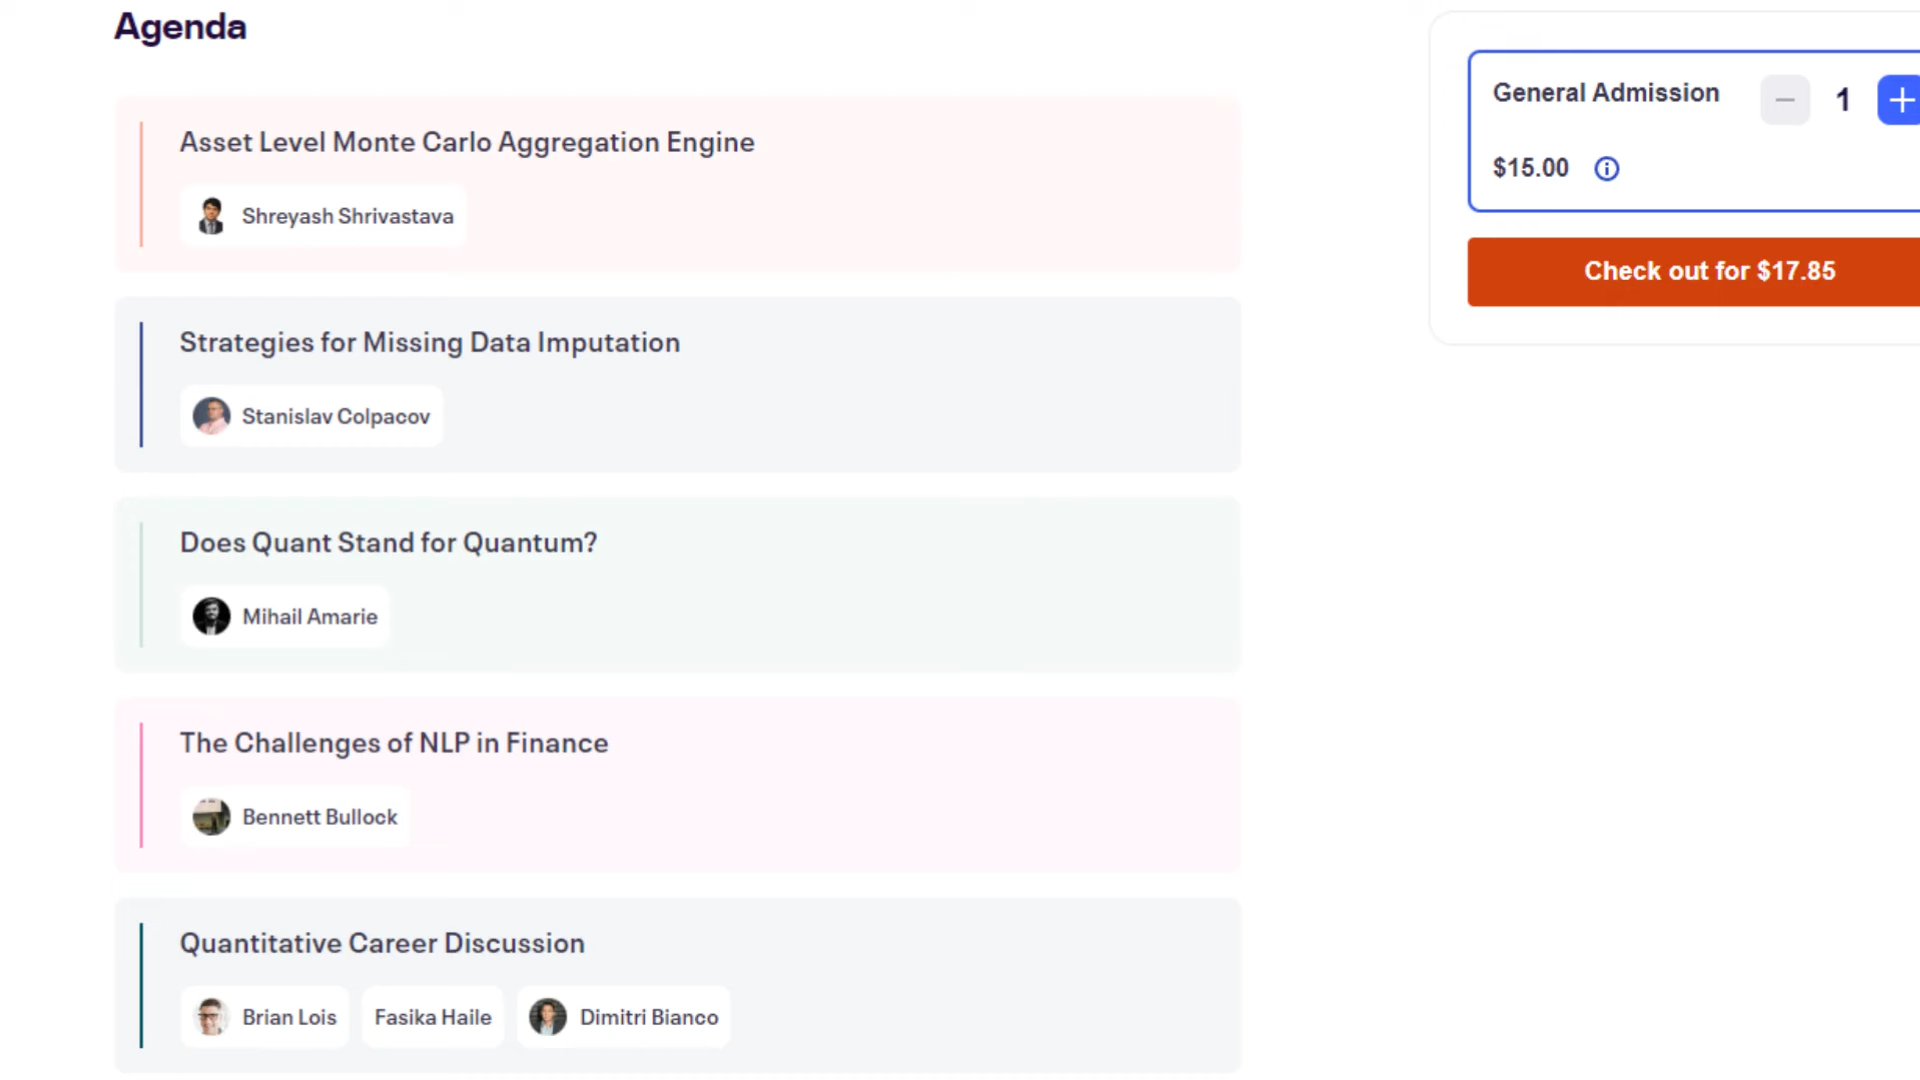 Agenda
Asset Level Monte Carlo Aggregation Engine
Shreyash Shrivastava
Strategies for Missing Data Imputation
Stanislav Colpacov
Does Quant Stand for Quantum?
Mihail Amarie
The Challenges of NLP in Finance
Bennett Bullock
Quantitative Career Discussion
Brian Lois Fasika Haile Dimitri Bianco
General Admission 1
$15.00
Check out for $17.85